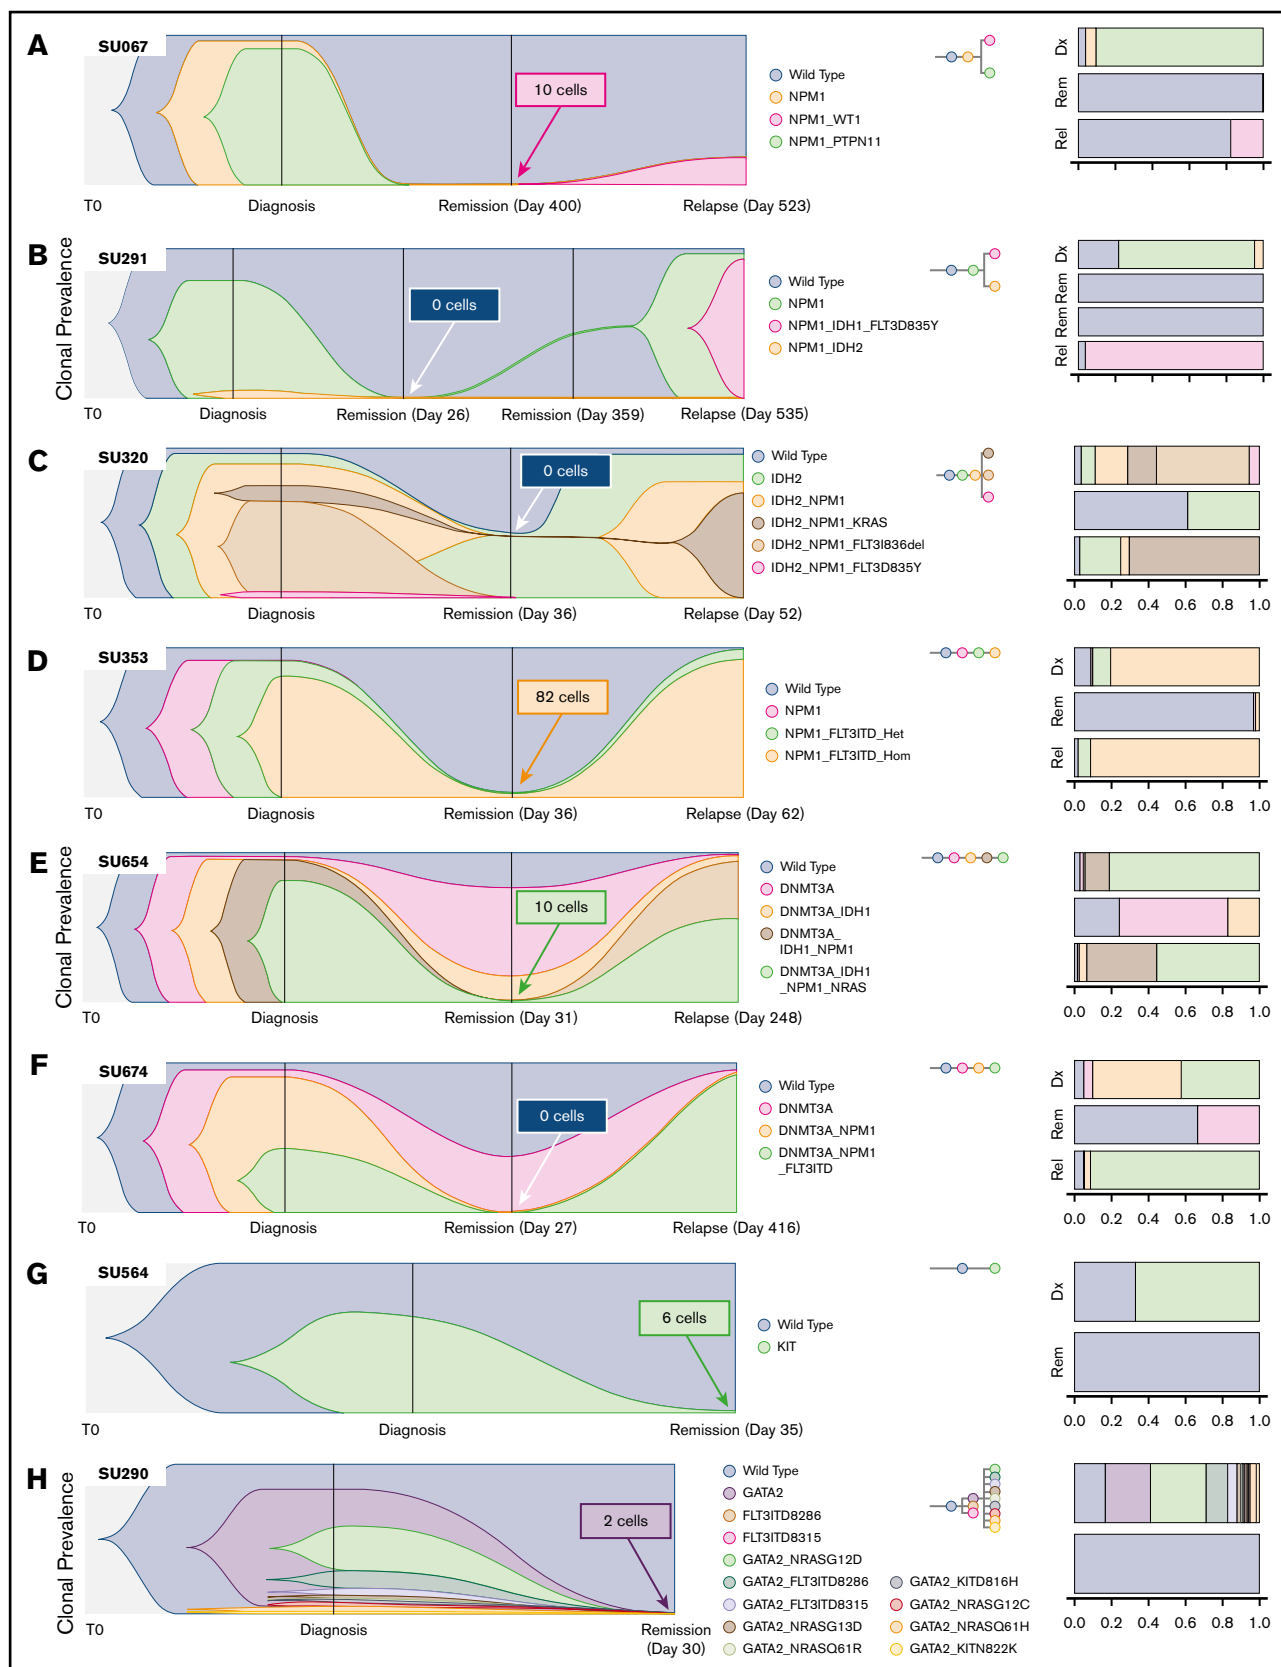 A
SU067
10 cells
Wild Type
NPM1
NPM1_WT1
NPM1_PTPN11
Dx
Rem
Rel
T0
Diagnosis
Remission (Day 400)
Relapse (Day 523)
Clonal Prevalence
B
SU291
0 cells
Wild Type
NPM1
NPM1_IDH1_FLT3D835Y
NPM1_IDH2
Dx
Rem
Rem
Rel
T0
Diagnosis
Remission (Day 26)
Remission (Day 359)
Relapse (Day 535)
C
SU320
0 cells
Wild Type
IDH2
IDH2_NPM1
IDH2_NPM1_KRAS
IDH2_NPM1_FLT3I836del
IDH2_NPM1_FLT3D835Y
T0
Diagnosis
Remission (Day 36)
Relapse (Day 52)
0.0 0.2 0.4 0.6 0.8 1.0
D
SU353
82 cells
Wild Type
NPM1
NPM1_FLT3ITD_Het
NPM1_FLT3ITD_Hom
Dx
Rem
Rel
T0
Diagnosis
Remission (Day 36)
Relapse (Day 62)
0.0 0.2 0.4 0.6 0.8 1.0
Clonal Prevalence
E
SU654
10 cells
Wild Type
DNMT3A
DNMT3A_IDH1
DNMT3A_
IDH1_NPM1
DNMT3A_IDH1
_NPM1_NRAS
T0
Diagnosis
Remission (Day 31)
Relapse (Day 248)
0.0 0.2 0.4 0.6 0.8 1.0
F
SU674
0 cells
Wild Type
DNMT3A
DNMT3A_NPM1
DNMT3A_NPM1
_FLT3ITD
Dx
Rem
Rel
T0
Diagnosis
Remission (Day 27)
Relapse (Day 416)
0.0 0.2 0.4 0.6 0.8 1.0
G
SU564
6 cells
Wild Type
KIT
Dx
Rem
T0
Diagnosis
Remission (Day 35)
0.0 0.2 0.4 0.6 0.8 1.0
Clonal Prevalence
H
SU290
2 cells
Wild Type
GATA2
FLT3ITD8286
FLT3ITD8315
GATA2_NRASG12D
GATA2_FLT3ITD8286
GATA2_KITD816H
GATA2_FLT3ITD8315
GATA2_NRASG12C
GATA2_NRASG13D
GATA2_NRASQ61H
GATA2_NRASQ61R
GATA2_KITN822K
T0
Diagnosis
Remission
(Day 30)
0.0 0.2 0.4 0.6 0.8 1.0